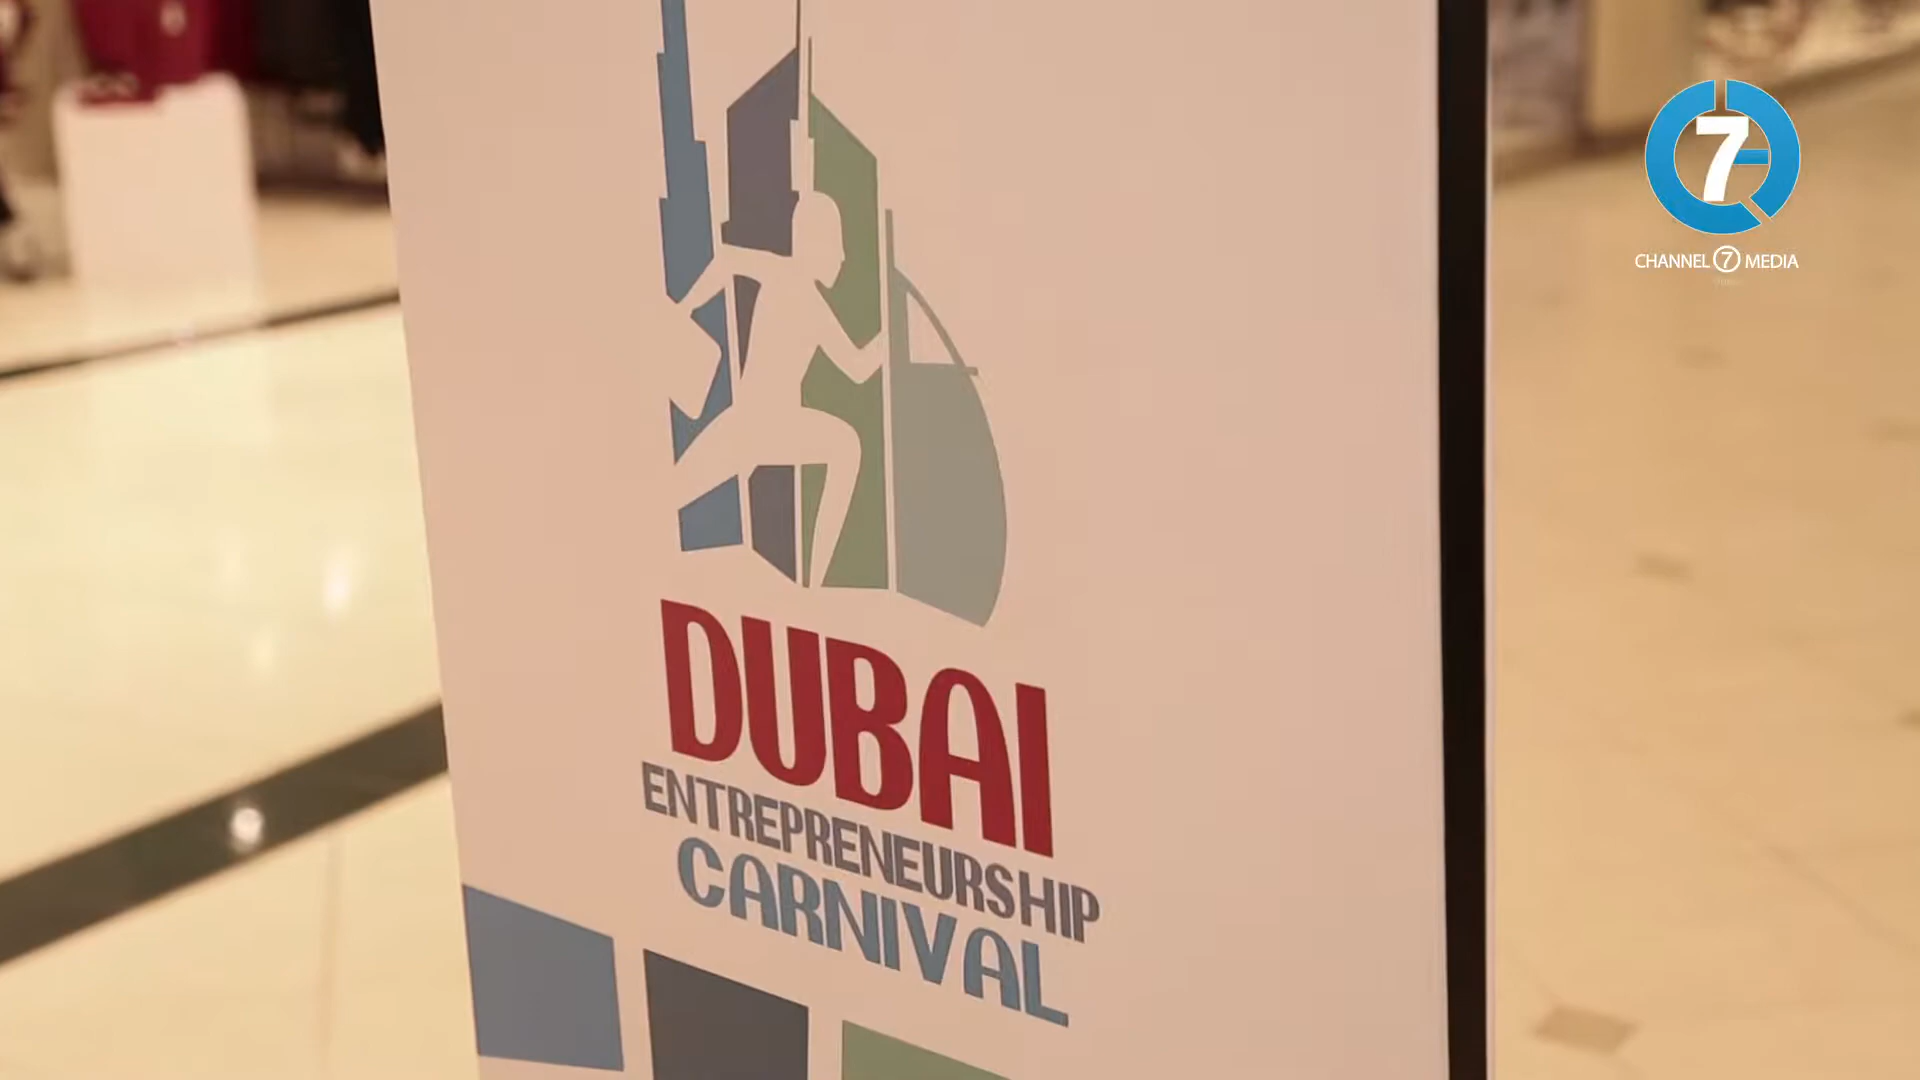 7
CHANNEL 7 MEDIA
DUBAI
ENTREPRENEURSHIP
CARNIVAL